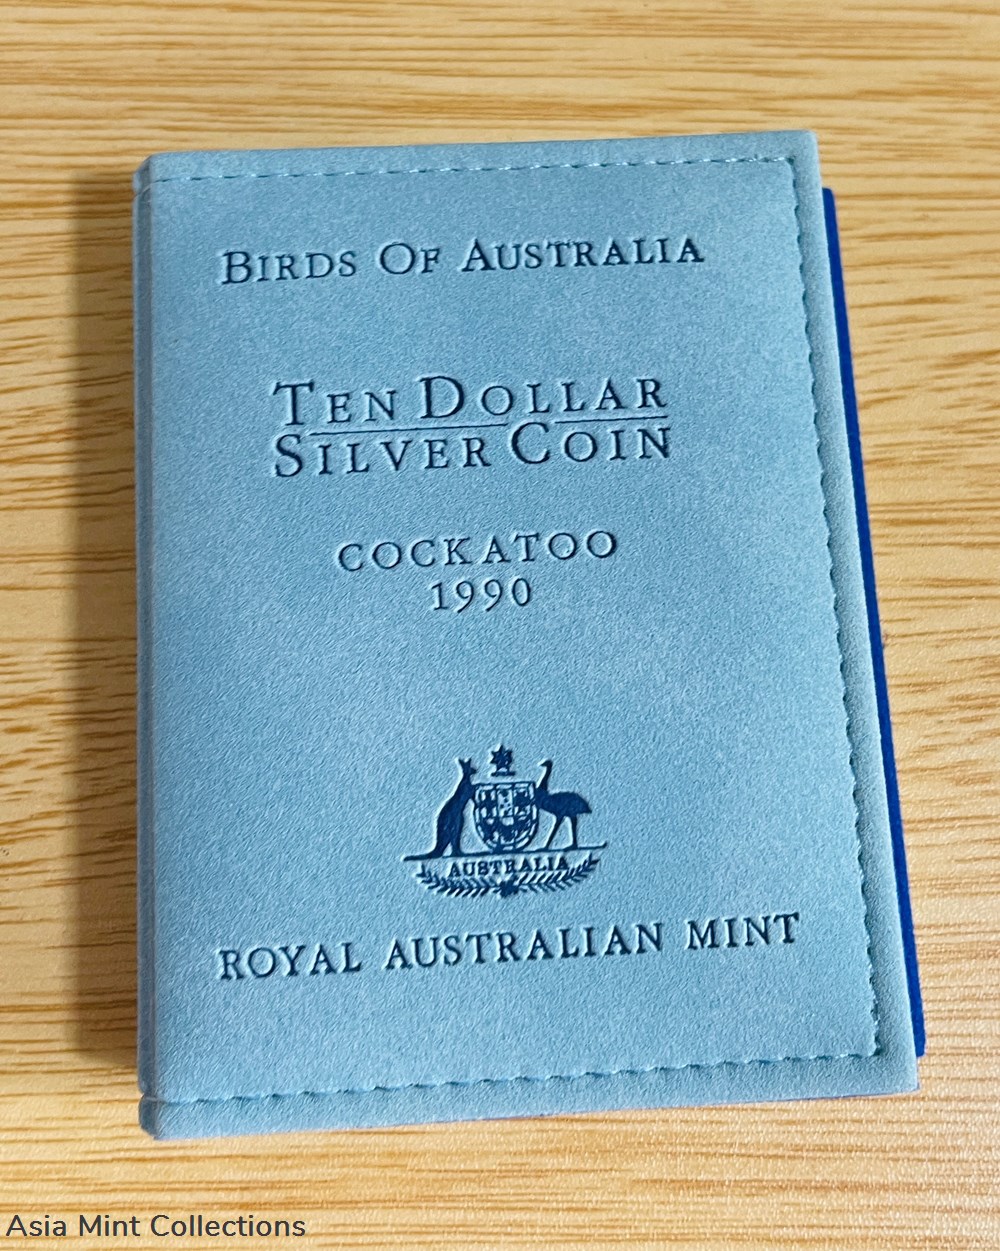 BIRDS OF AUSTRALIA
TEN DOLLAR
SILVER COIN
COCKATOO
1990
AUSTRALIA
ROYAL AUSTRALIAN MINT
Asia Mint Collections